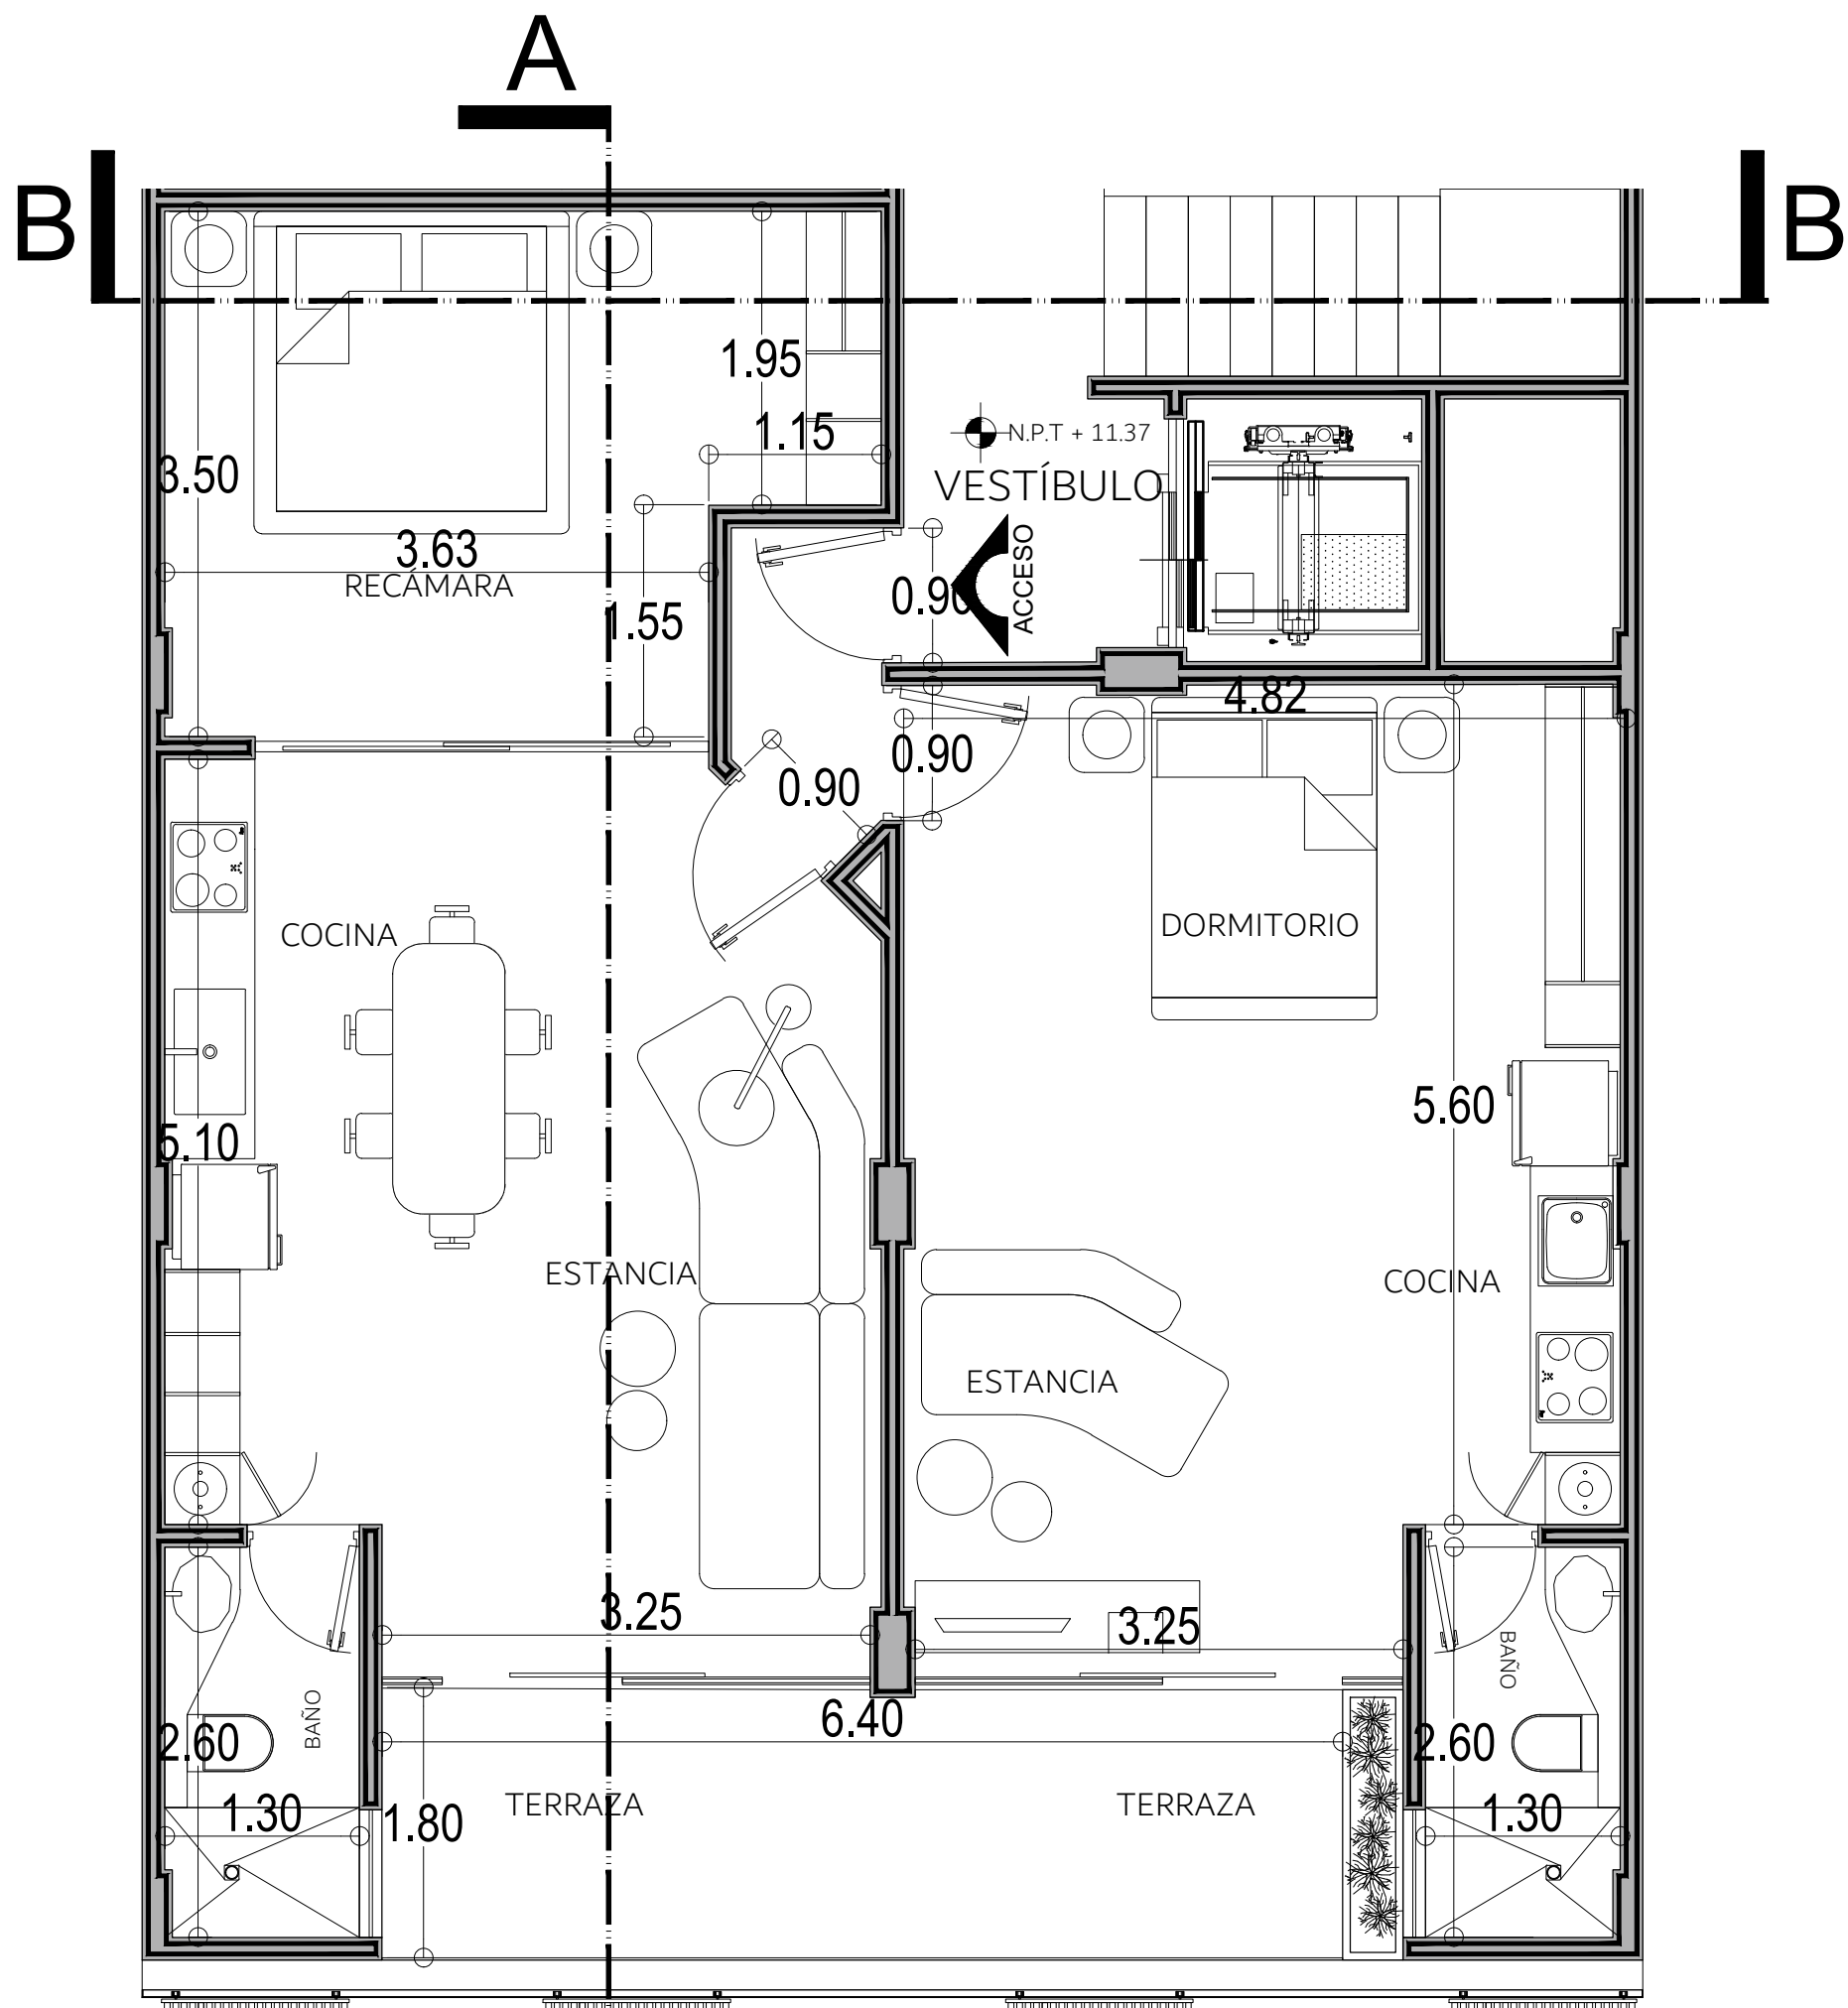 A
B
B
1.95
1.15
N.P.T + 11.37
VESTÍBULO
3.50
3.63
RECÁMARA
1.55
0.90
ACCESO
4.82
0.90
0.90
COCINA
DORMITORIO
5.10
5.60
ESTANCIA
COCINA
ESTANCIA
3.25
3.25
BAÑO
BAÑO
6.40
2.60
2.60
1.30
1.80
TERRAZA
TERRAZA
1.30